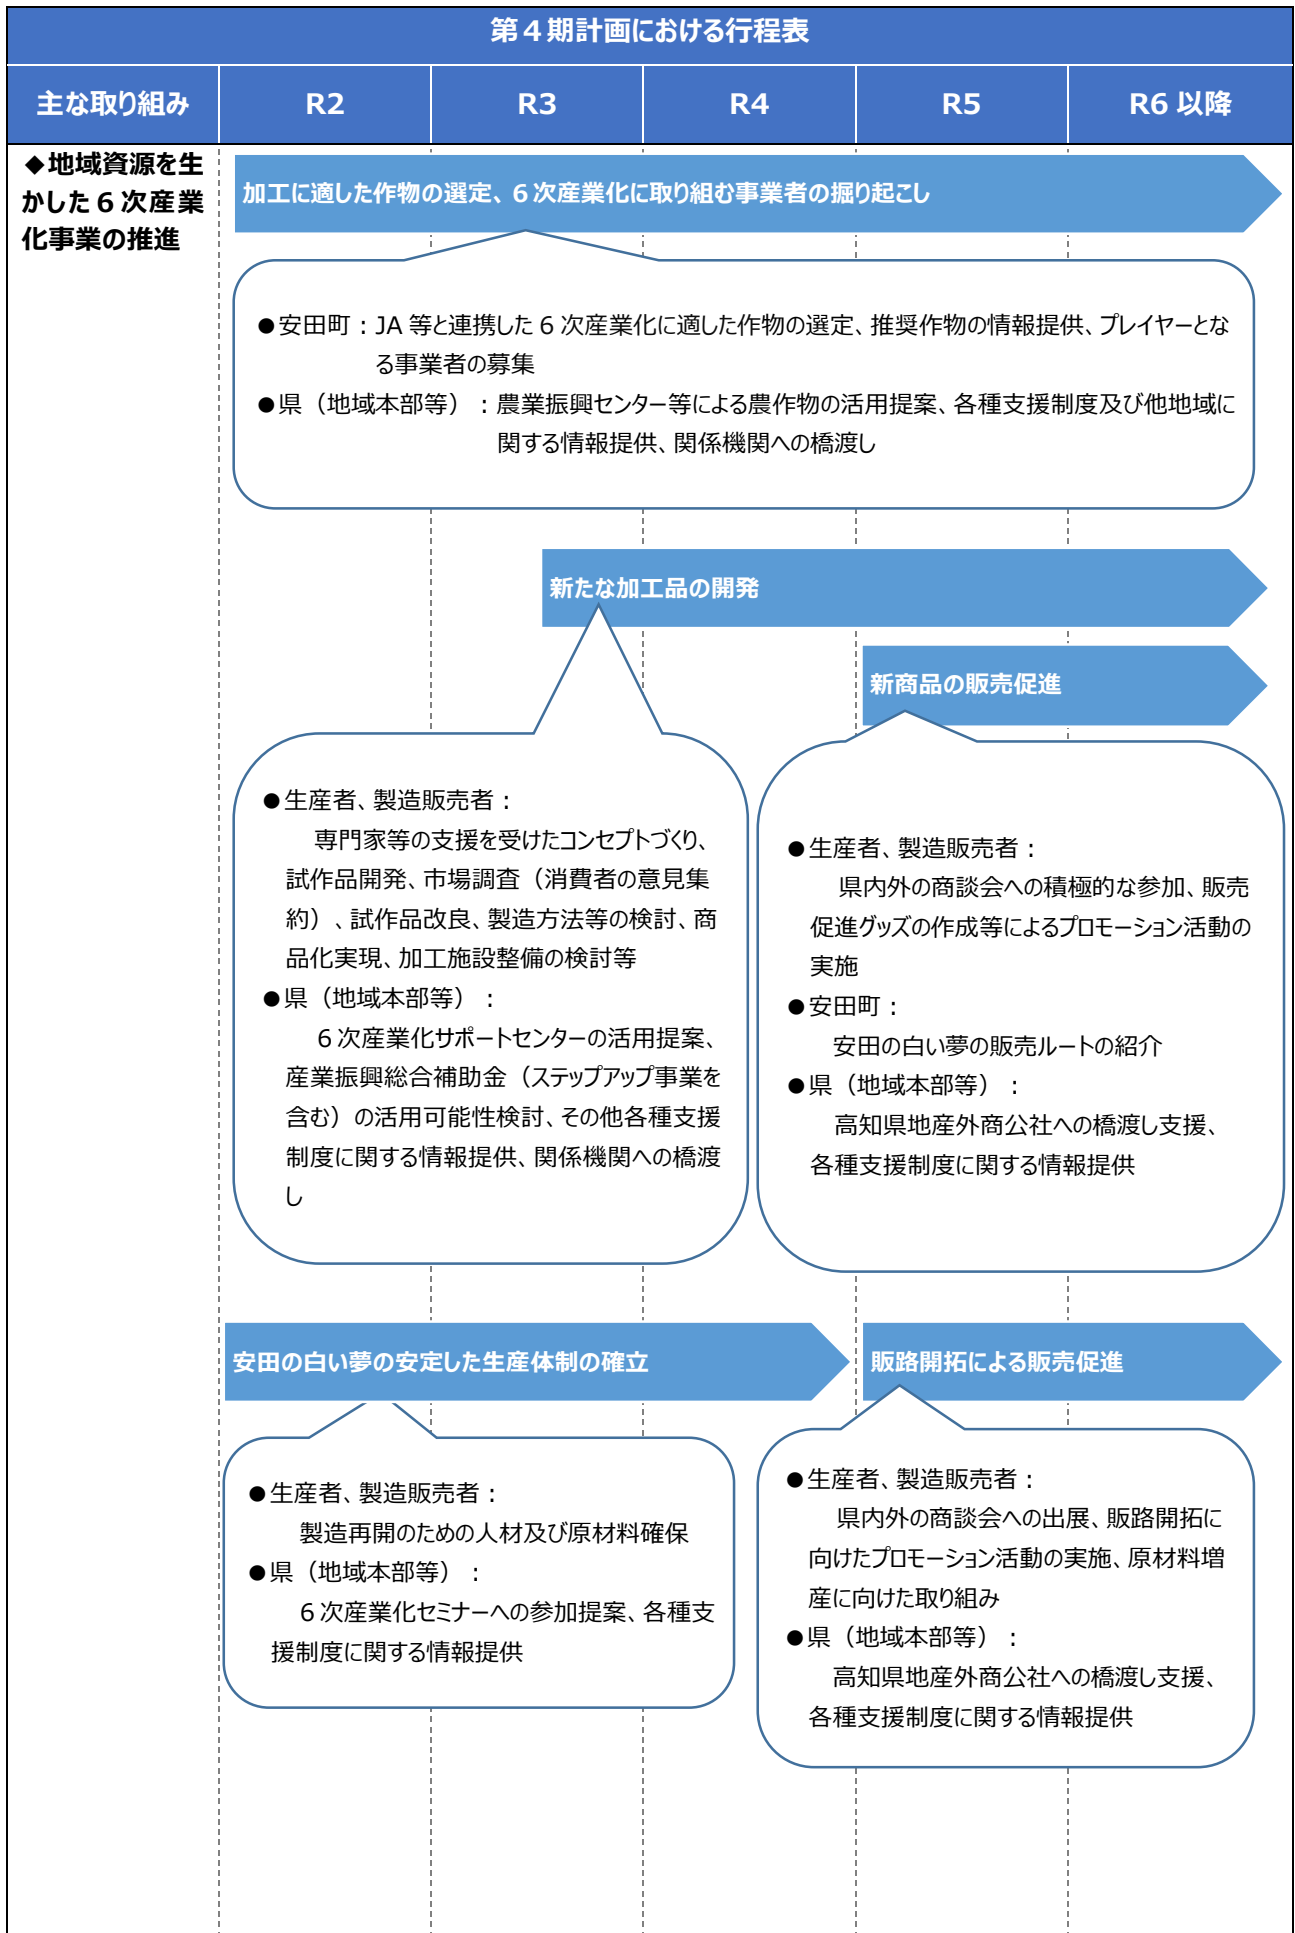 第４期計画における行程表
主な取り組み
R2
R3
R4
R5
R6 以降
◆地域資源を生
かした６次産業
化事業の推進
加工に適した作物の選定、６次産業化に取り組む事業者の掘り起こし
●安田町：JA 等と連携した６次産業化に適した作物の選定、推奨作物の情報提供、プレイヤーとな
る事業者の募集
●県（地域本部等）：農業振興センター等による農作物の活用提案、各種支援制度及び他地域に
関する情報提供、関係機関への橋渡し
新たな加工品の開発
新商品の販売促進
●生産者、製造販売者：
専門家等の支援を受けたコンセプトづくり、
試作品開発、市場調査（消費者の意見集
約）、試作品改良、製造方法等の検討、商
品化実現、加工施設整備の検討等
●県（地域本部等）：
６次産業化サポートセンターの活用提案、
産業振興総合補助金（ステップアップ事業を
含む）の活用可能性検討、その他各種支援
制度に関する情報提供、関係機関への橋渡
し
●生産者、製造販売者：
県内外の商談会への積極的な参加、販売
促進グッズの作成等によるプロモーション活動の
実施
●安田町：
安田の白い夢の販売ルートの紹介
●県（地域本部等）：
高知県地産外商公社への橋渡し支援、
各種支援制度に関する情報提供
安田の白い夢の安定した生産体制の確立
販路開拓による販売促進
●生産者、製造販売者：
製造再開のための人材及び原材料確保
●県（地域本部等）：
６次産業化セミナーへの参加提案、各種支
援制度に関する情報提供
●生産者、製造販売者：
県内外の商談会への出展、販路開拓に
向けたプロモーション活動の実施、原材料増
産に向けた取り組み
●県（地域本部等）：
高知県地産外商公社への橋渡し支援、
各種支援制度に関する情報提供